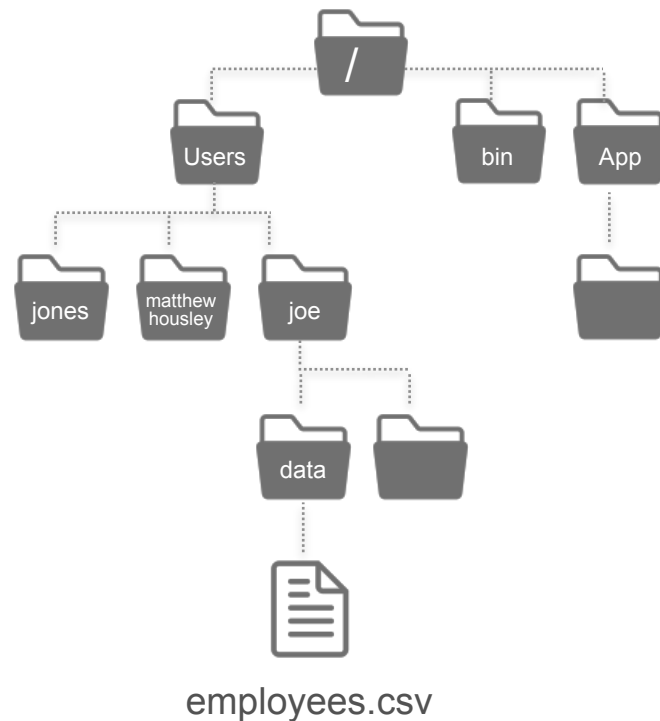 /
Users
bin
App
jones
matthew
housley
joe
data
employees.csv